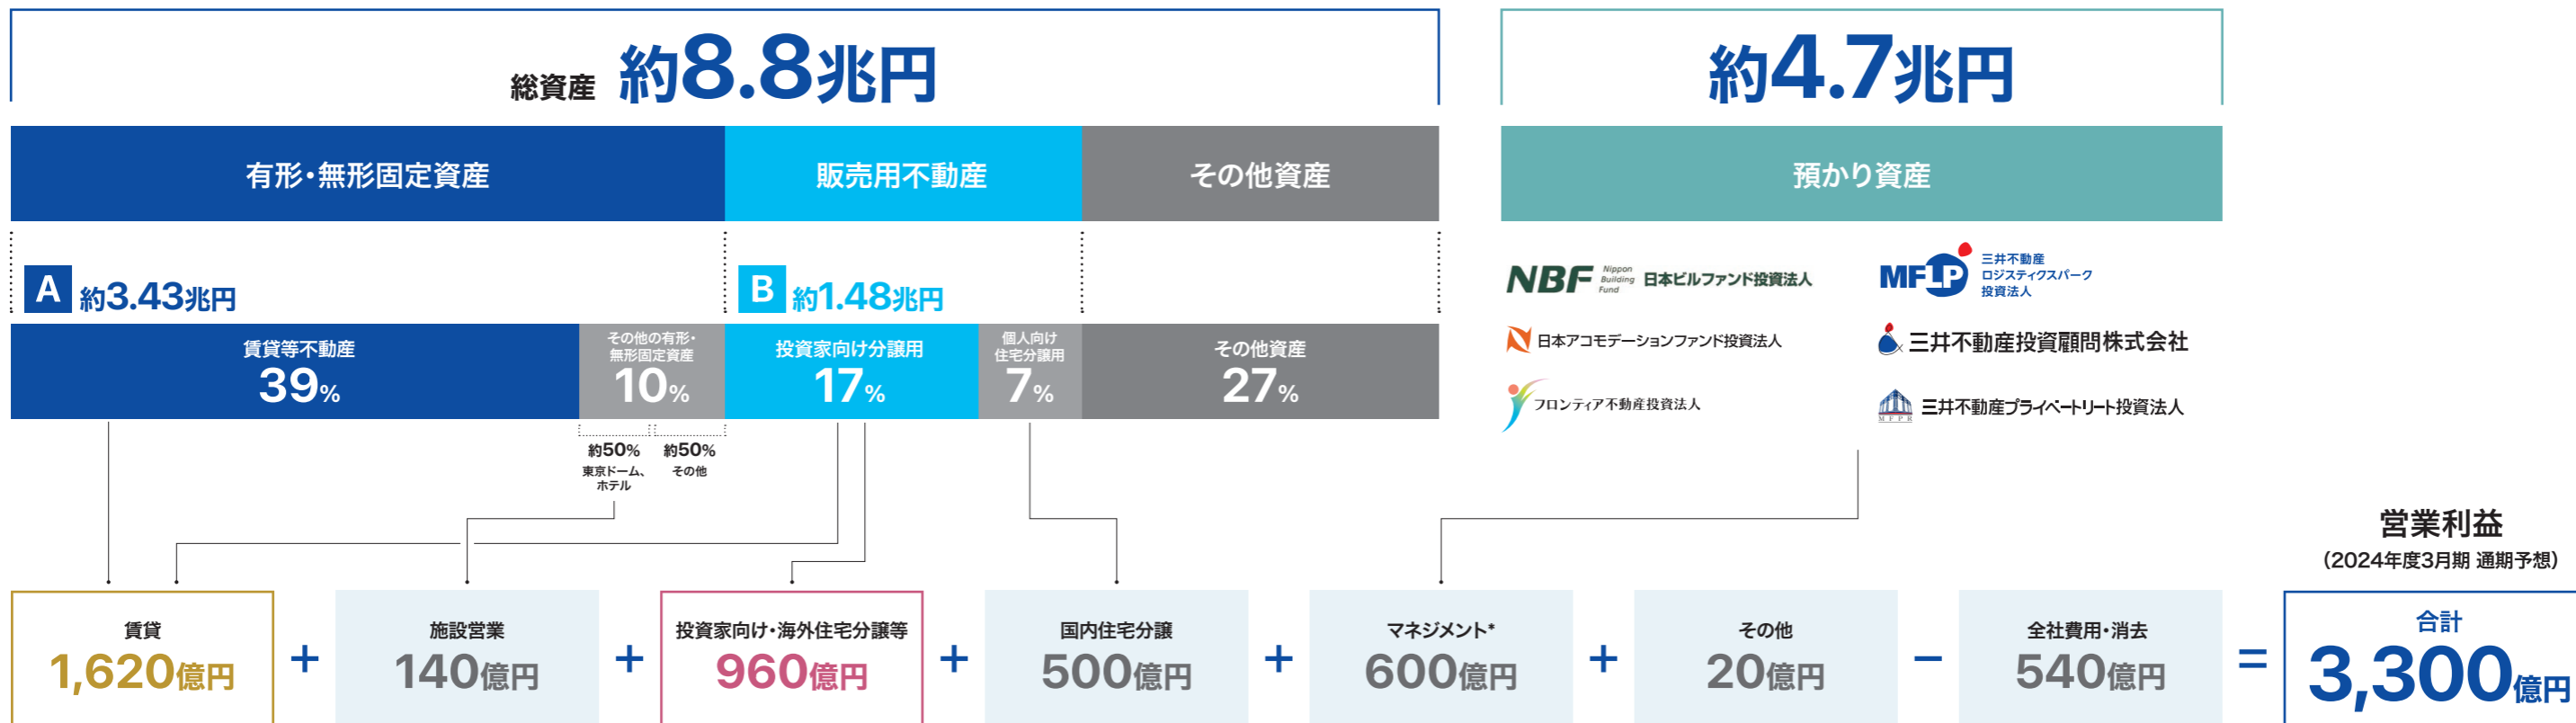 総資産 約8.8兆円
約4.7兆円
有形・無形固定資産
販売用不動産
その他資産
預かり資産
A 約3.43兆円
B 約1.48兆円
賃貸等不動産
39%
その他の有形・
無形固定資産
10%
投資家向け分譲用
17%
個人向け
住宅分譲用
7%
その他資産
27%
約50%
東京ドーム、
ホテル
約50%
その他
NBF Nippon
Building
Fund
日本ビルファンド投資法人
MFLP
三井不動産
ロジスティクスパーク
投資法人
日本アコモデーションファンド投資法人
三井不動産投資顧問株式会社
フロンティア不動産投資法人
MFPR
三井不動産プライベートリート投資法人
賃貸
1,620億円
+
施設営業
140億円
+
投資家向け・海外住宅分譲等
960億円
+
国内住宅分譲
500億円
+
マネジメント*
600億円
+
その他
20億円
−
全社費用・消去
540億円
=
営業利益
(2024年度3月期 通期予想)
合計
3,300億円